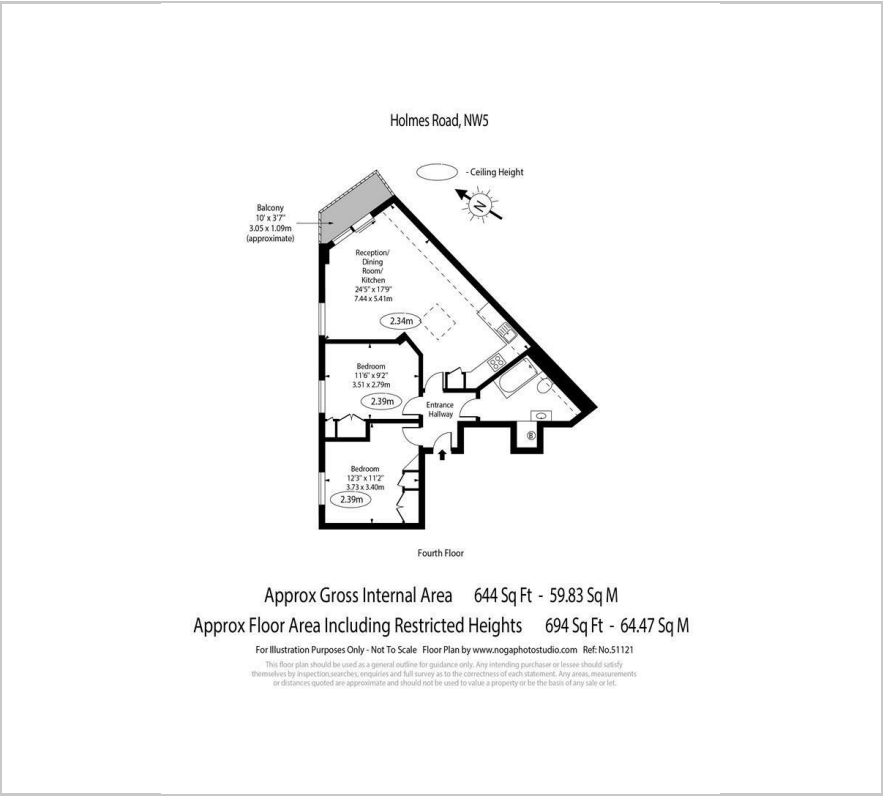 Holmes Road, NW5
- Ceiling Height
N
Balcony
10' x 3'7"
3.05 x 1.09m
(approximate)
Reception/
Dining
Room/
Kitchen
24'5" x 17'9"
7.44 x 5.41m
2.34m
Bedroom
11'6" x 9'2"
3.51 x 2.79m
2.39m
Entrance
Hallway
Bedroom
12'3" x 11'2"
3.73 x 3.40m
2.39m
Fourth Floor
Approx Gross Internal Area 644 Sq Ft - 59.83 Sq M
Approx Floor Area Including Restricted Heights 694 Sq Ft - 64.47 Sq M
For Illustration Purposes Only - Not To Scale Floor Plan by www.nogaphotostudio.com Ref: No.51121
This floor plan should be used as a general outline for guidance only. Any intending purchaser or lessee should satisfy
themselves by inspection,searches, enquiries and full survey as to the correctness of each statement. Any areas, measurements
or distances quoted are approximate and should not be used to value a property or be the basis of any sale or let.